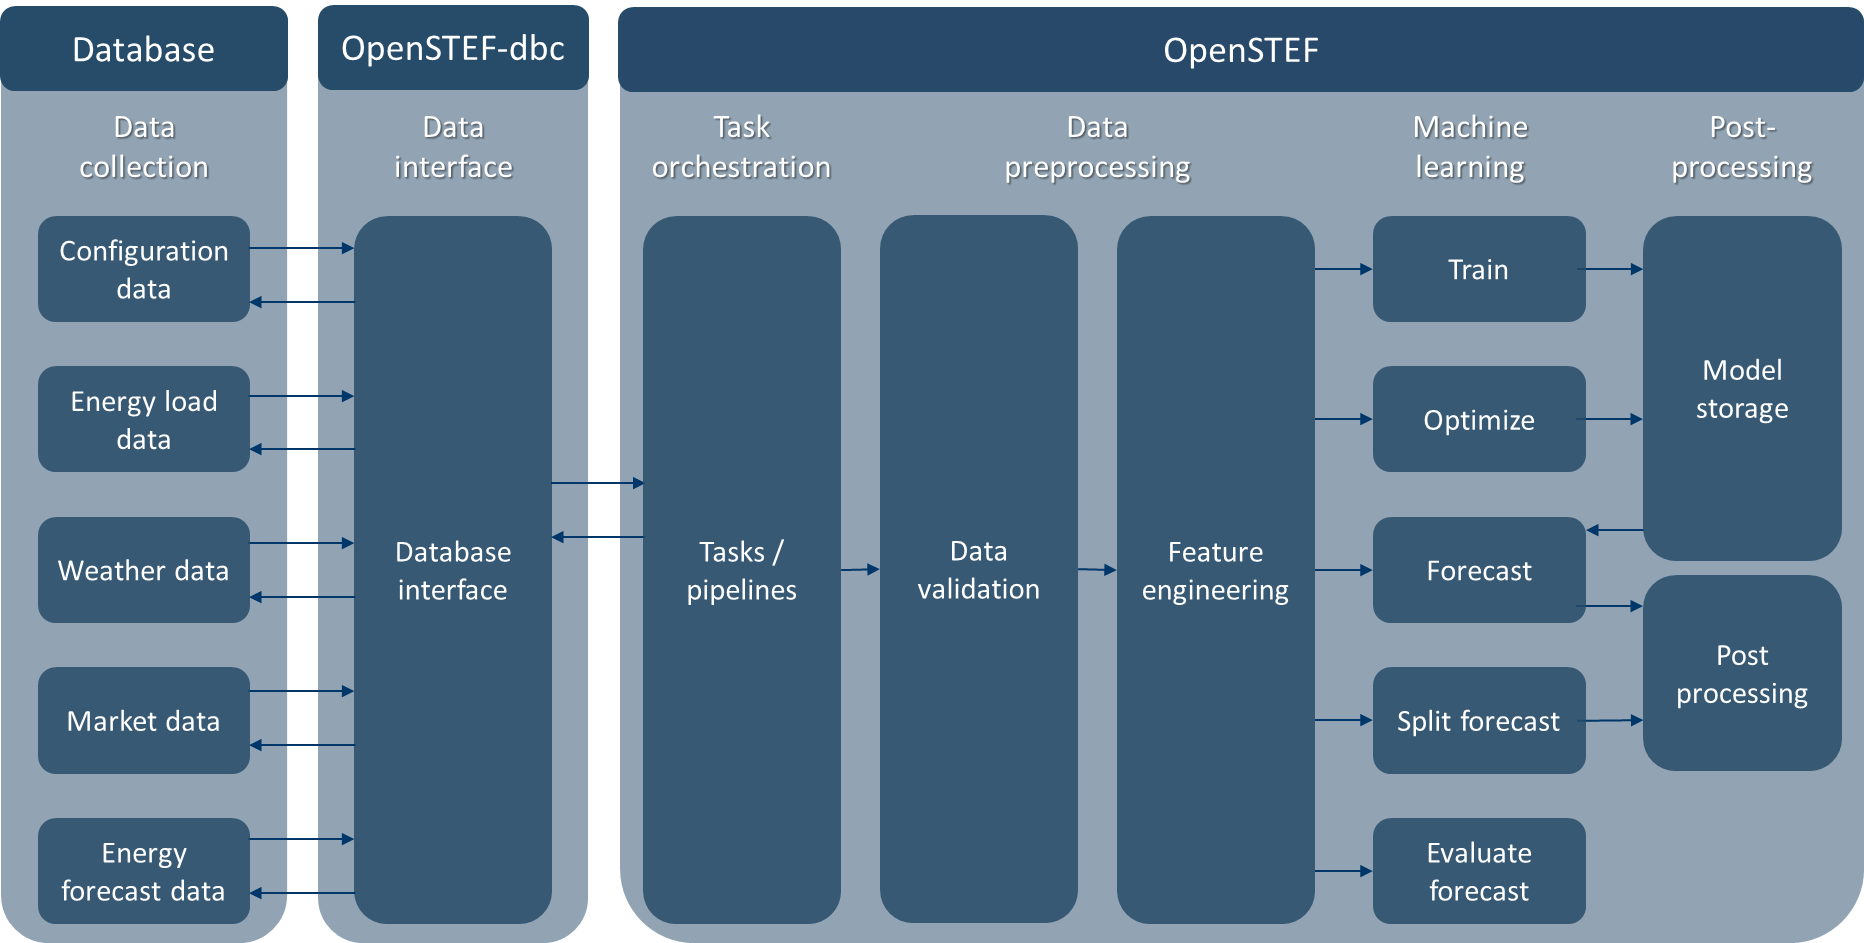 Database
OpenSTEF-dbc
OpenSTEF
Data
collection
Data
interface
Task
orchestration
Data
preprocessing
Machine
learning
Post-
processing
Configuration
data
Energy load
data
Weather data
Market data
Energy
forecast data
Database
interface
Tasks /
pipelines
Data
validation
Feature
engineering
Train
Optimize
Forecast
Split forecast
Evaluate
forecast
Model
storage
Post
processing